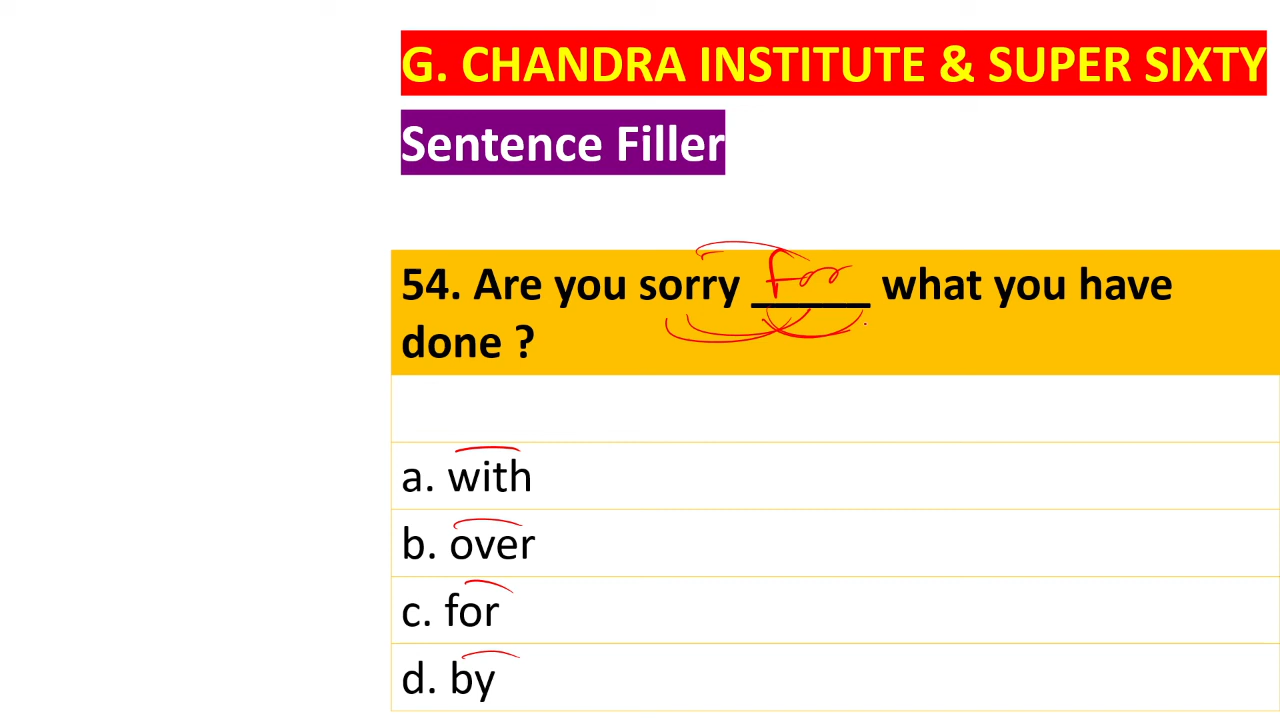 G. CHANDRA INSTITUTE & SUPER SIXTY
Sentence Filler
54. Are you sorry for what you have
done ?
a. with
b. over
c. for
d. by